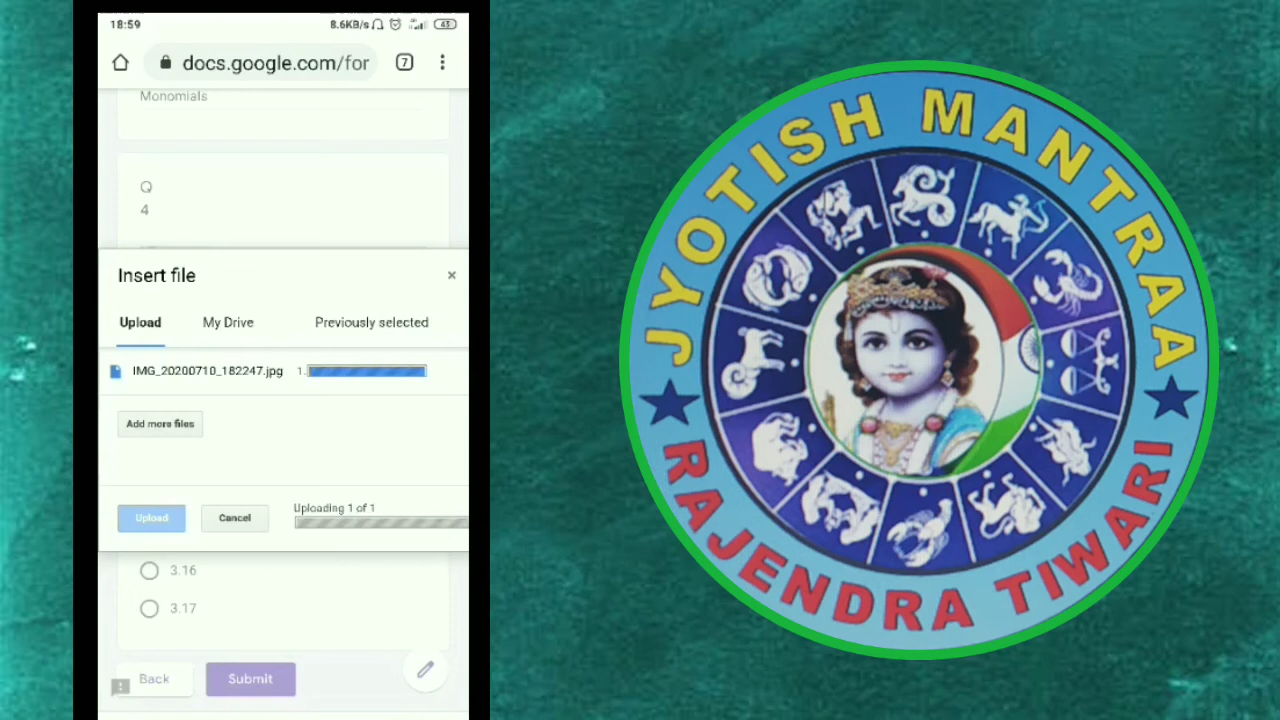 18:59
8.6KB/s
43
docs.google.com/for
7
Monomials
Q
4
Insert file
×
Upload
My Drive
Previously selected
IMG_20200710_182247.jpg
1.
Add more files
Upload
Cancel
Uploading 1 of 1
3.16
3.17
Back
Submit
JYOTISH MANTRAA
RAJENDRA TIWARI